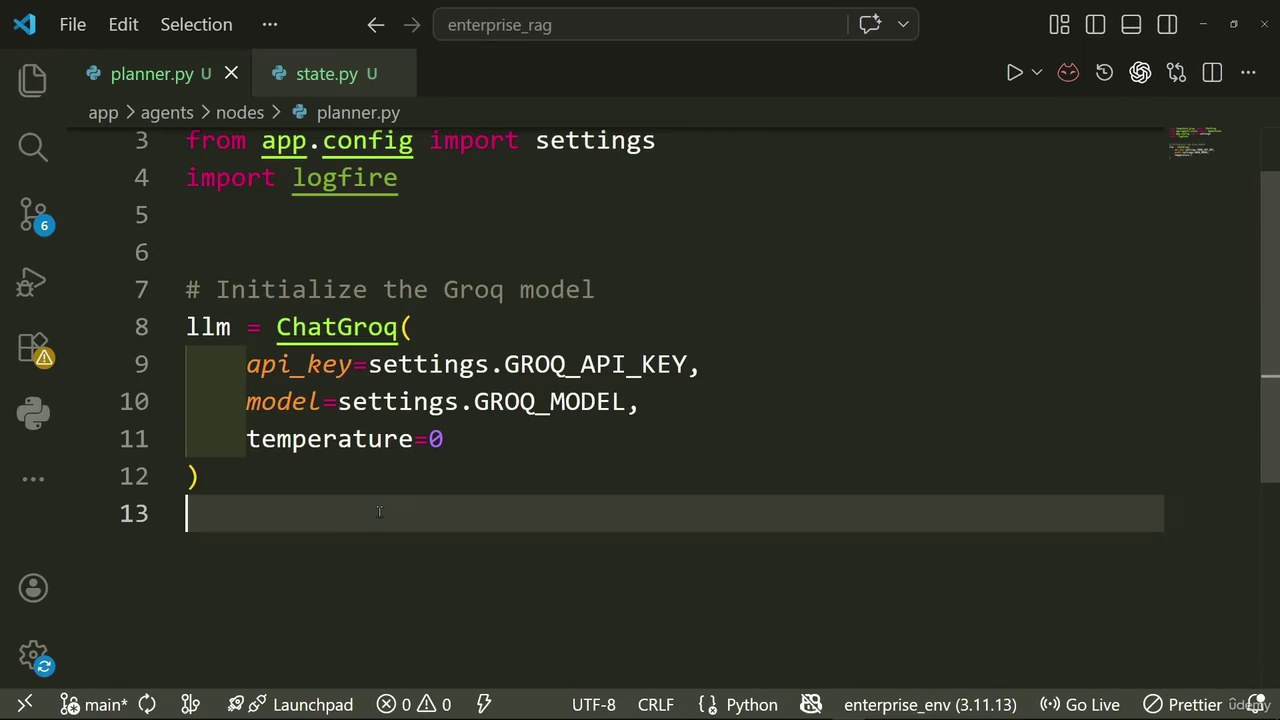 File Edit Selection ···
enterprise_rag
planner.py U
state.py U
app > agents > nodes > planner.py
3 from app.config import settings
4 import logfire
5
6
7 # Initialize the Groq model
8 llm = ChatGroq(
9 api_key=settings.GROQ_API_KEY,
10 model=settings.GROQ_MODEL,
11 temperature=0
12 )
13
6
main* Launchpad 0 0 UTF-8 CRLF Python enterprise_env (3.11.13) Go Live Prettier
udemy